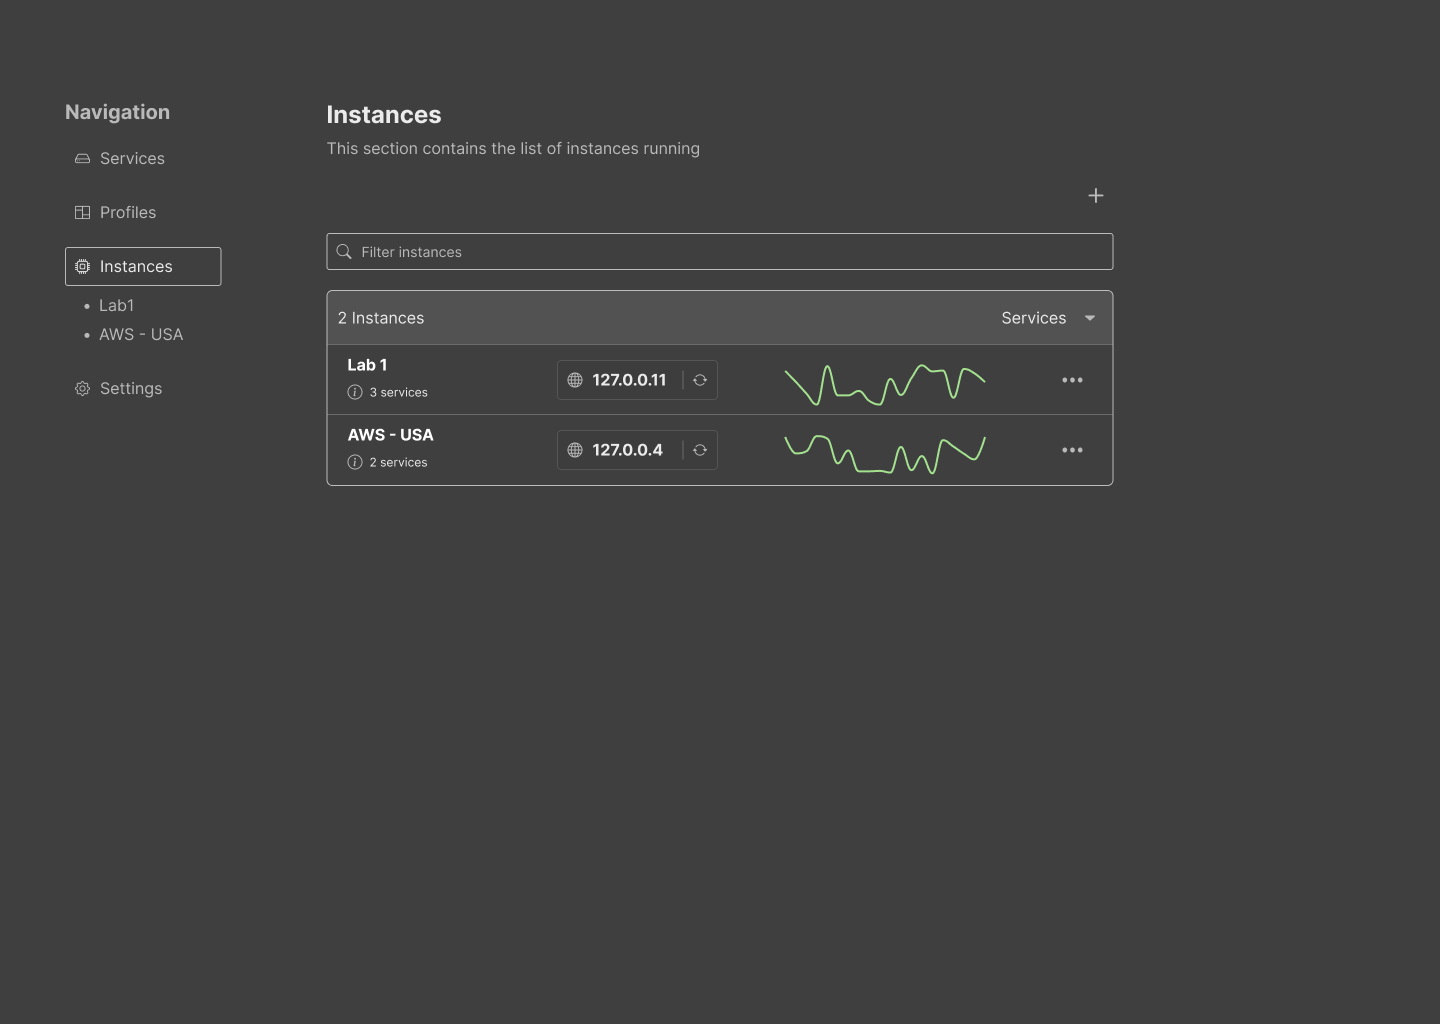 Navigation
Services
Profiles
Instances
Lab1
AWS - USA
Settings
Instances
This section contains the list of instances running
Filter instances
2 Instances
Services
Lab 1
3 services
127.0.0.11
AWS - USA
2 services
127.0.0.4